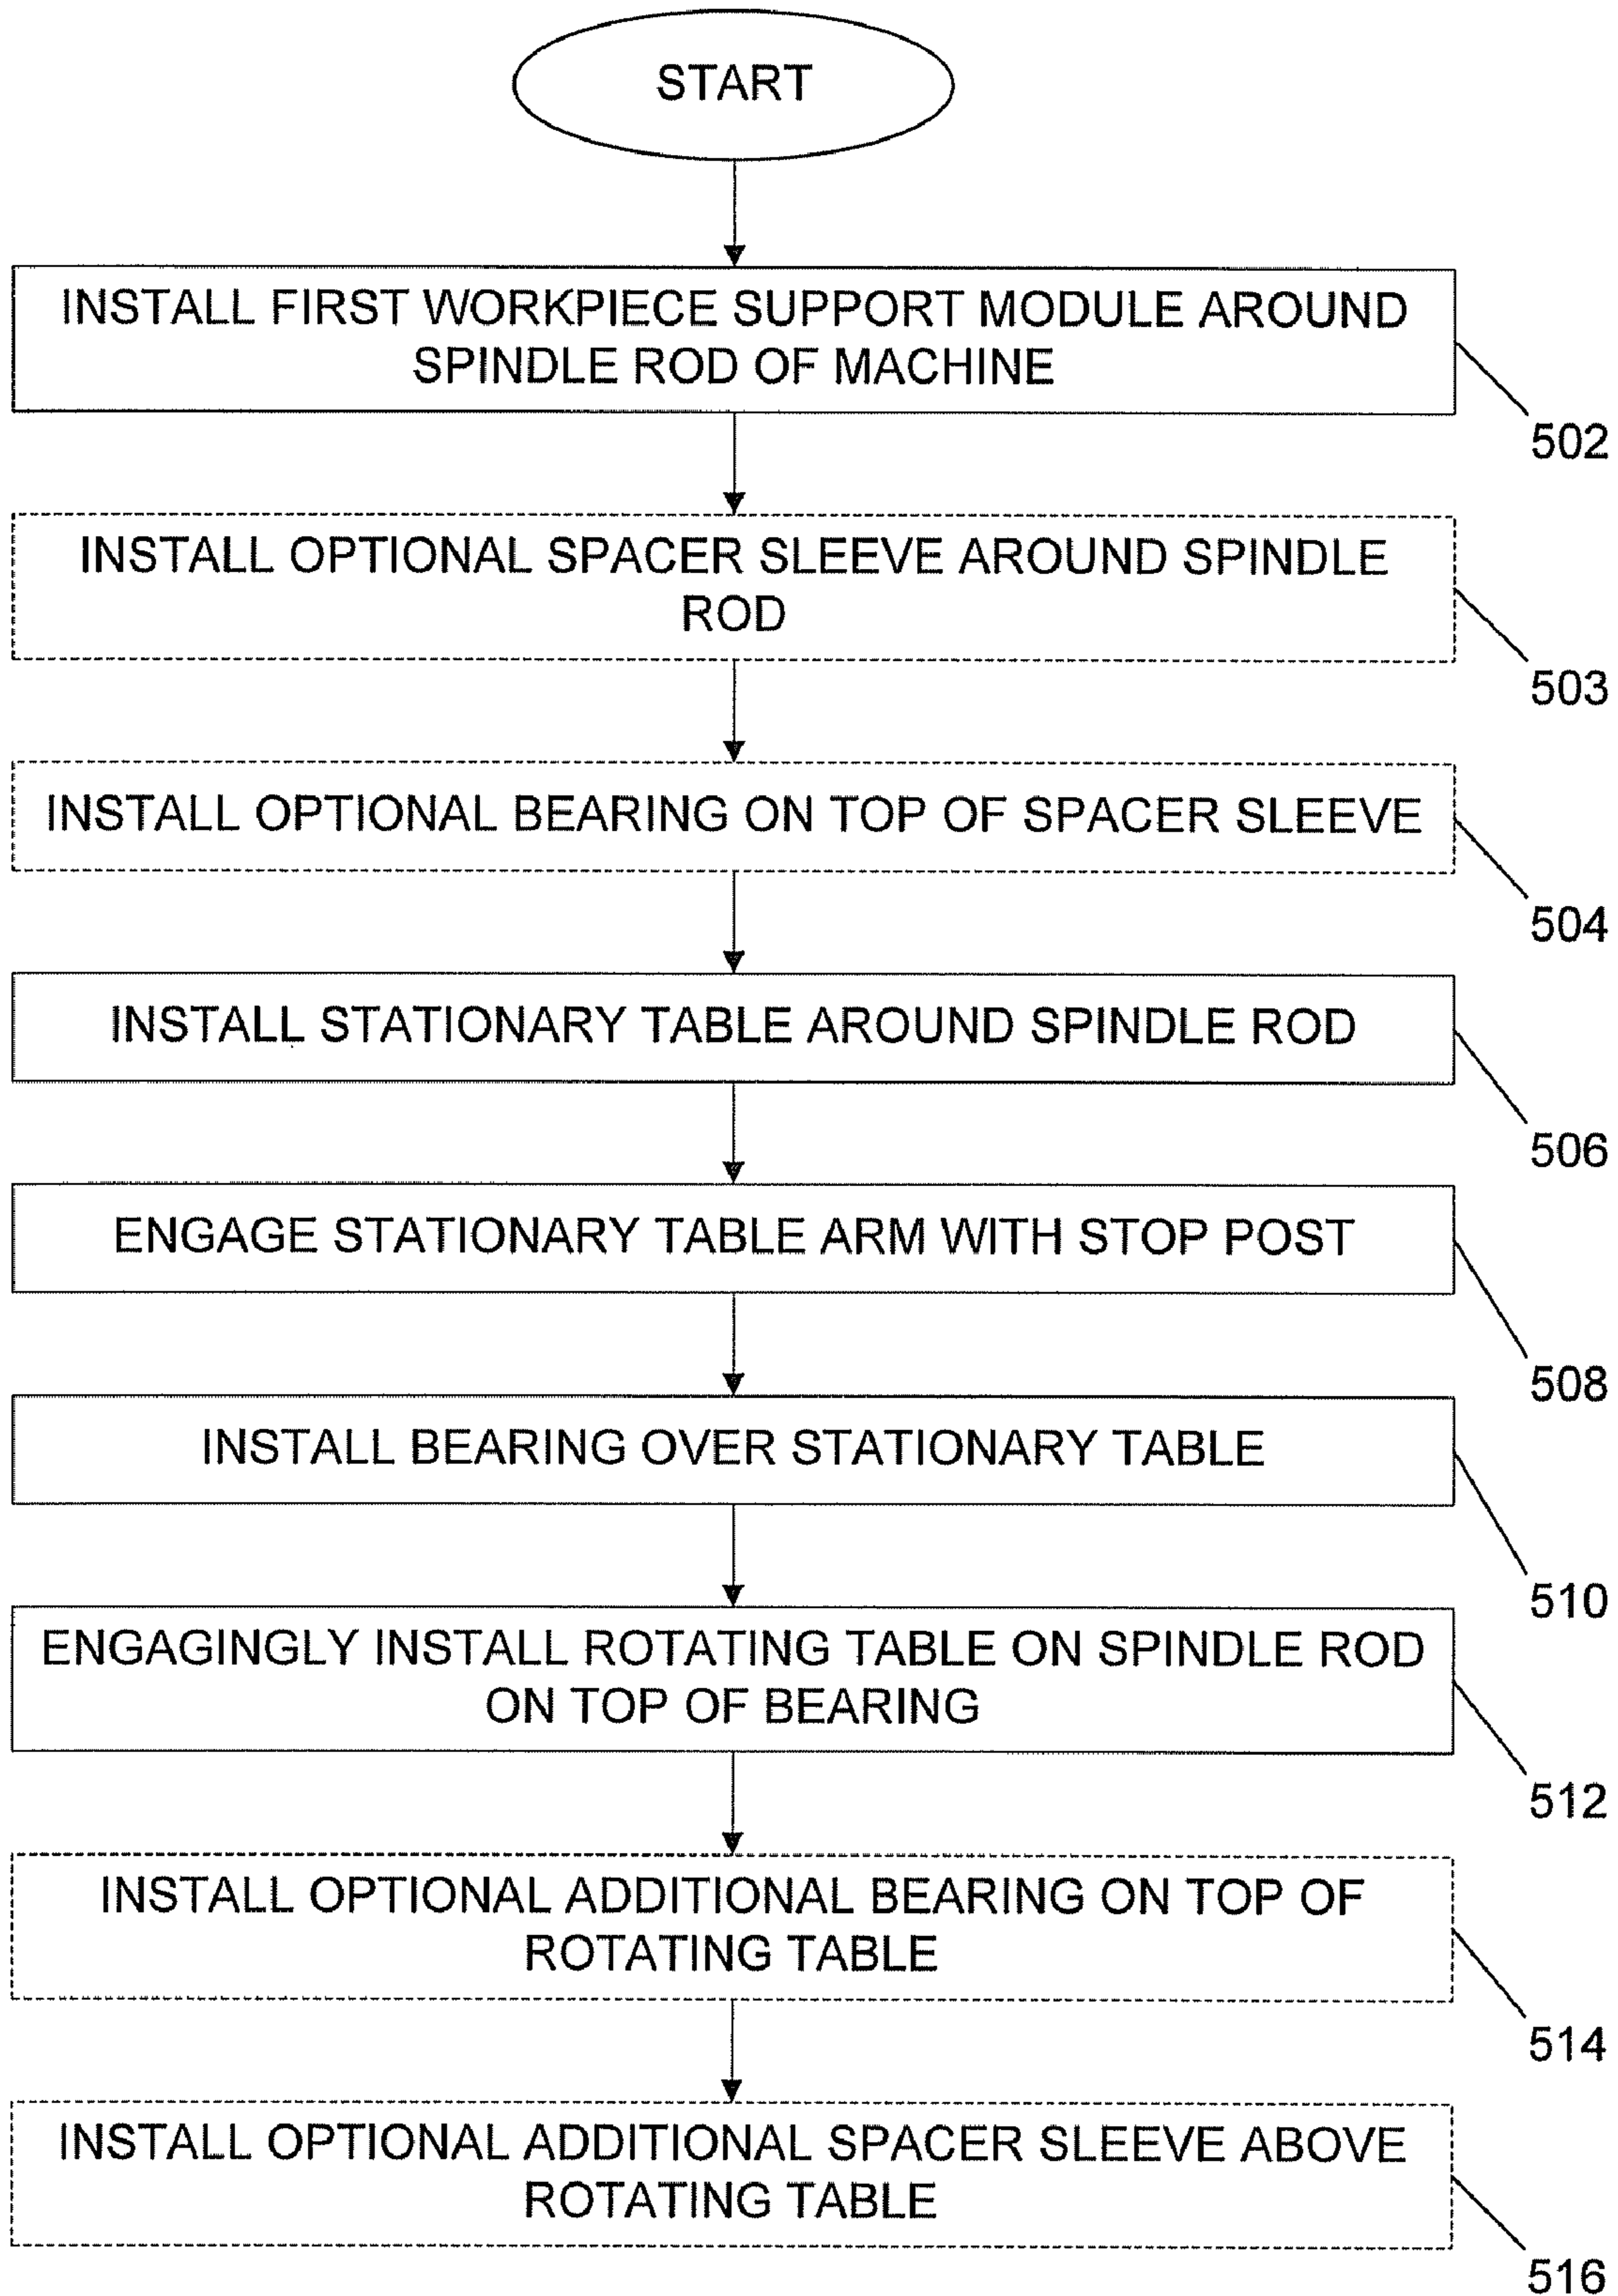 START
INSTALL FIRST WORKPIECE SUPPORT MODULE AROUND
SPINDLE ROD OF MACHINE
502
INSTALL OPTIONAL SPACER SLEEVE AROUND SPINDLE
ROD
503
INSTALL OPTIONAL BEARING ON TOP OF SPACER SLEEVE
504
INSTALL STATIONARY TABLE AROUND SPINDLE ROD
506
ENGAGE STATIONARY TABLE ARM WITH STOP POST
508
INSTALL BEARING OVER STATIONARY TABLE
510
ENGAGINGLY INSTALL ROTATING TABLE ON SPINDLE ROD
ON TOP OF BEARING
512
INSTALL OPTIONAL ADDITIONAL BEARING ON TOP OF
ROTATING TABLE
514
INSTALL OPTIONAL ADDITIONAL SPACER SLEEVE ABOVE
ROTATING TABLE
516